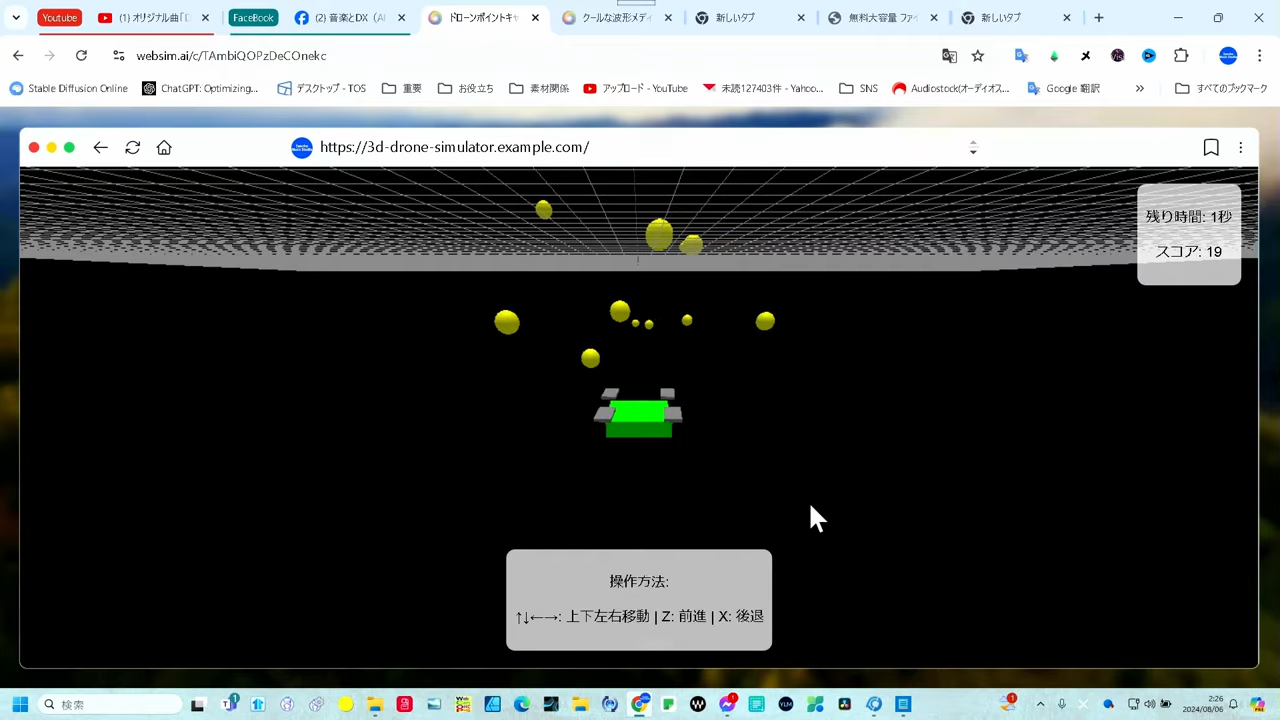 Youtube
(1) オリジナル曲「D
FaceBook
(2) 音楽とDX（AI
ドローンポイントキャ
クールな波形メディ
新しいタブ
無料大容量 ファ
新しいタブ
websim.ai/c/TAmbiQOPzDeCOnekc
Stable Diffusion Online
ChatGPT: Optimizing...
デスクトップ - TOS
重要
お役立ち
素材関係
アップロード - YouTube
未読127403件 - Yahoo...
SNS
Audiostock(オーディオス...
Google 翻訳
»
すべてのブックマーク
https://3d-drone-simulator.example.com/
残り時間: 1秒
スコア: 19
操作方法:
↑↓←→: 上下左右移動 | Z: 前進 | X: 後退
検索
2:26
2024/08/06